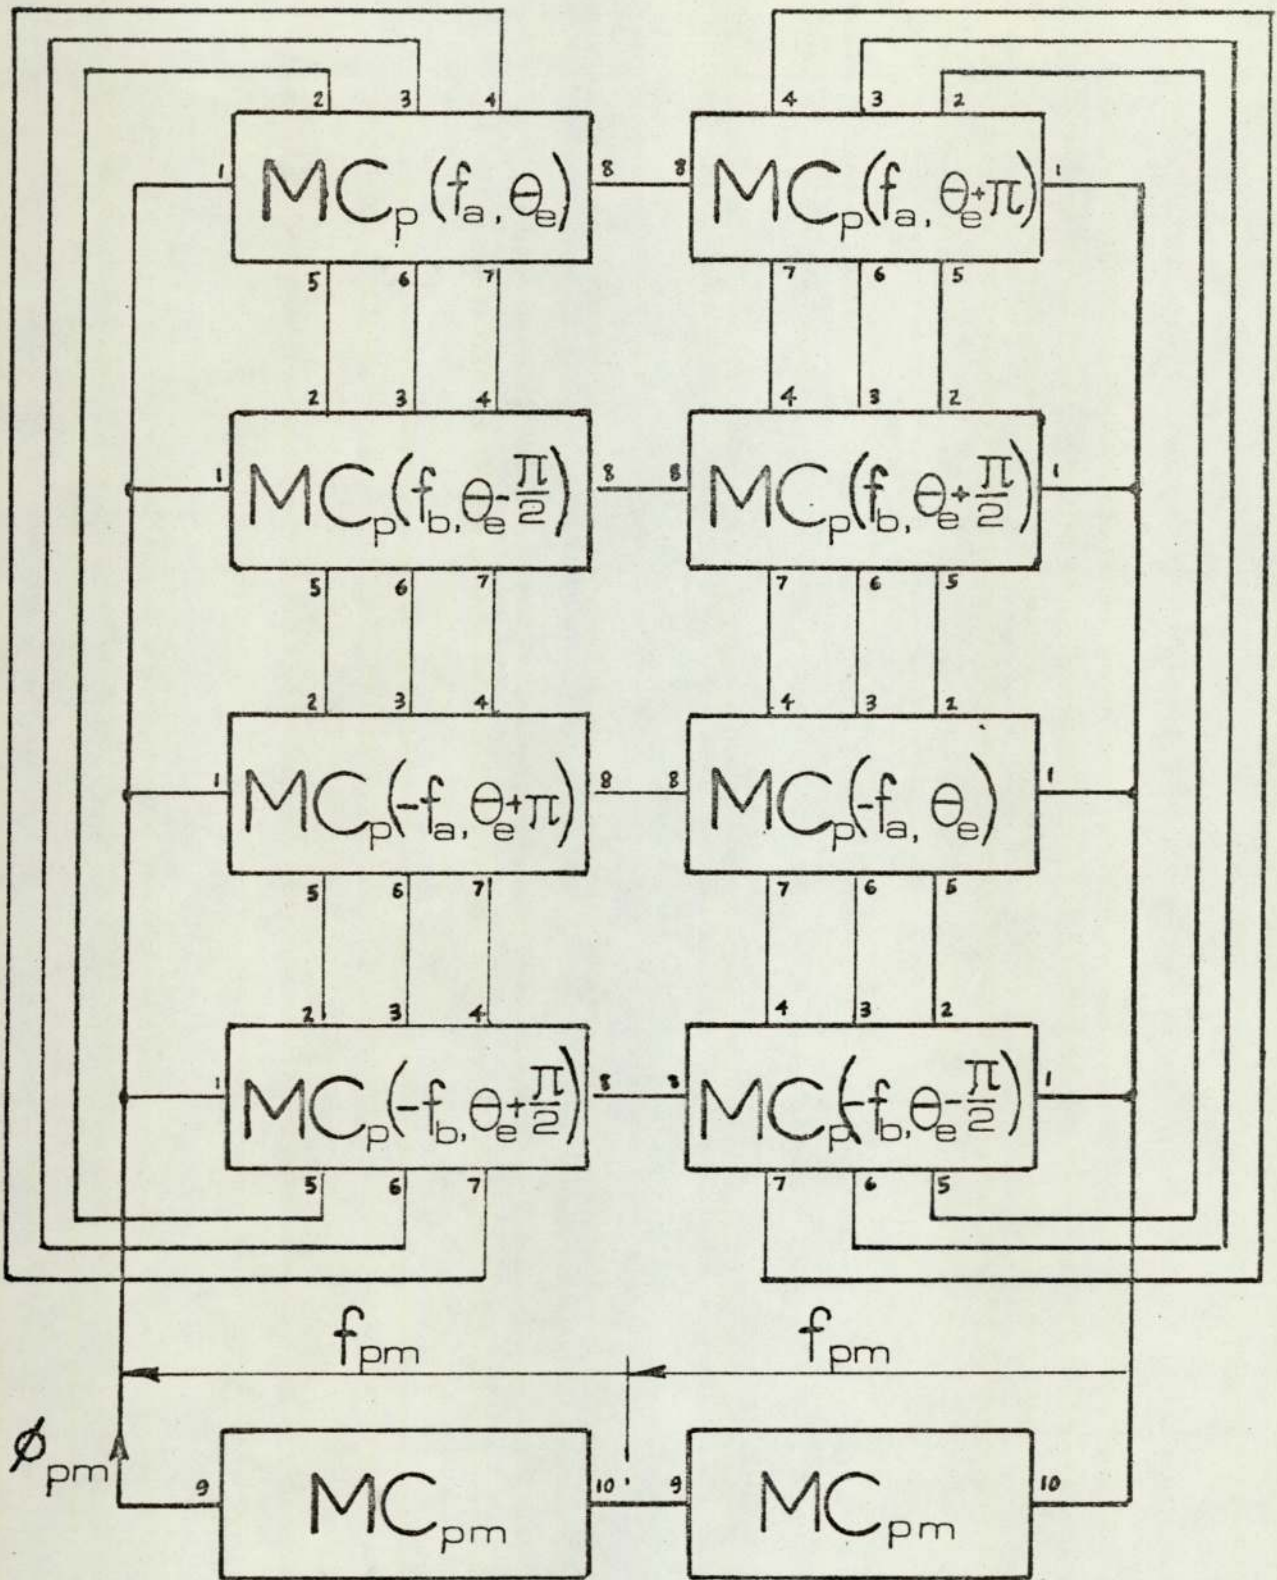 2 3 4 4 3 2
1 MCp(fa, θe) 8 8 MCp(fa, θe+π) 1
5 6 7 7 6 5
2 3 4 4 3 2
1 MCp(fb, θe-π/2) 8 8 MCp(fb, θe+π/2) 1
5 6 7 7 6 5
2 3 4 4 3 2
1 MCp(-fa, θe+π) 8 8 MCp(-fa, θe) 1
5 6 7 7 6 5
2 3 4 4 3 2
1 MCp(-fb, θe+π/2) 8 8 MCp(-fb, θe-π/2) 1
5 6 7 7 6 5
fpm fpm
ϕpm
9 MCpm 10 9 MCpm 10